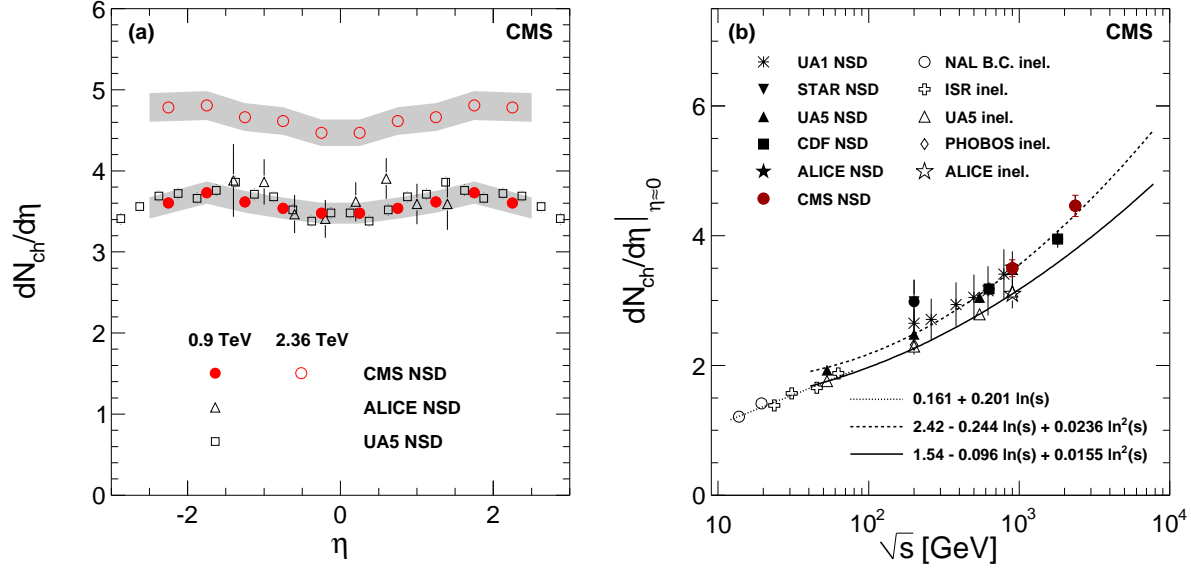 (a)
CMS
dN_ch/dη
6
5
4
3
2
1
0
-2
0
2
η
0.9 TeV
2.36 TeV
CMS NSD
ALICE NSD
UA5 NSD
(b)
CMS
dN_ch/dη|_η≈0
6
4
2
0
10
10²
10³
10⁴
√s [GeV]
UA1 NSD
STAR NSD
UA5 NSD
CDF NSD
ALICE NSD
CMS NSD
NAL B.C. inel.
ISR inel.
UA5 inel.
PHOBOS inel.
ALICE inel.
0.161 + 0.201 ln(s)
2.42 - 0.244 ln(s) + 0.0236 ln²(s)
1.54 - 0.096 ln(s) + 0.0155 ln²(s)